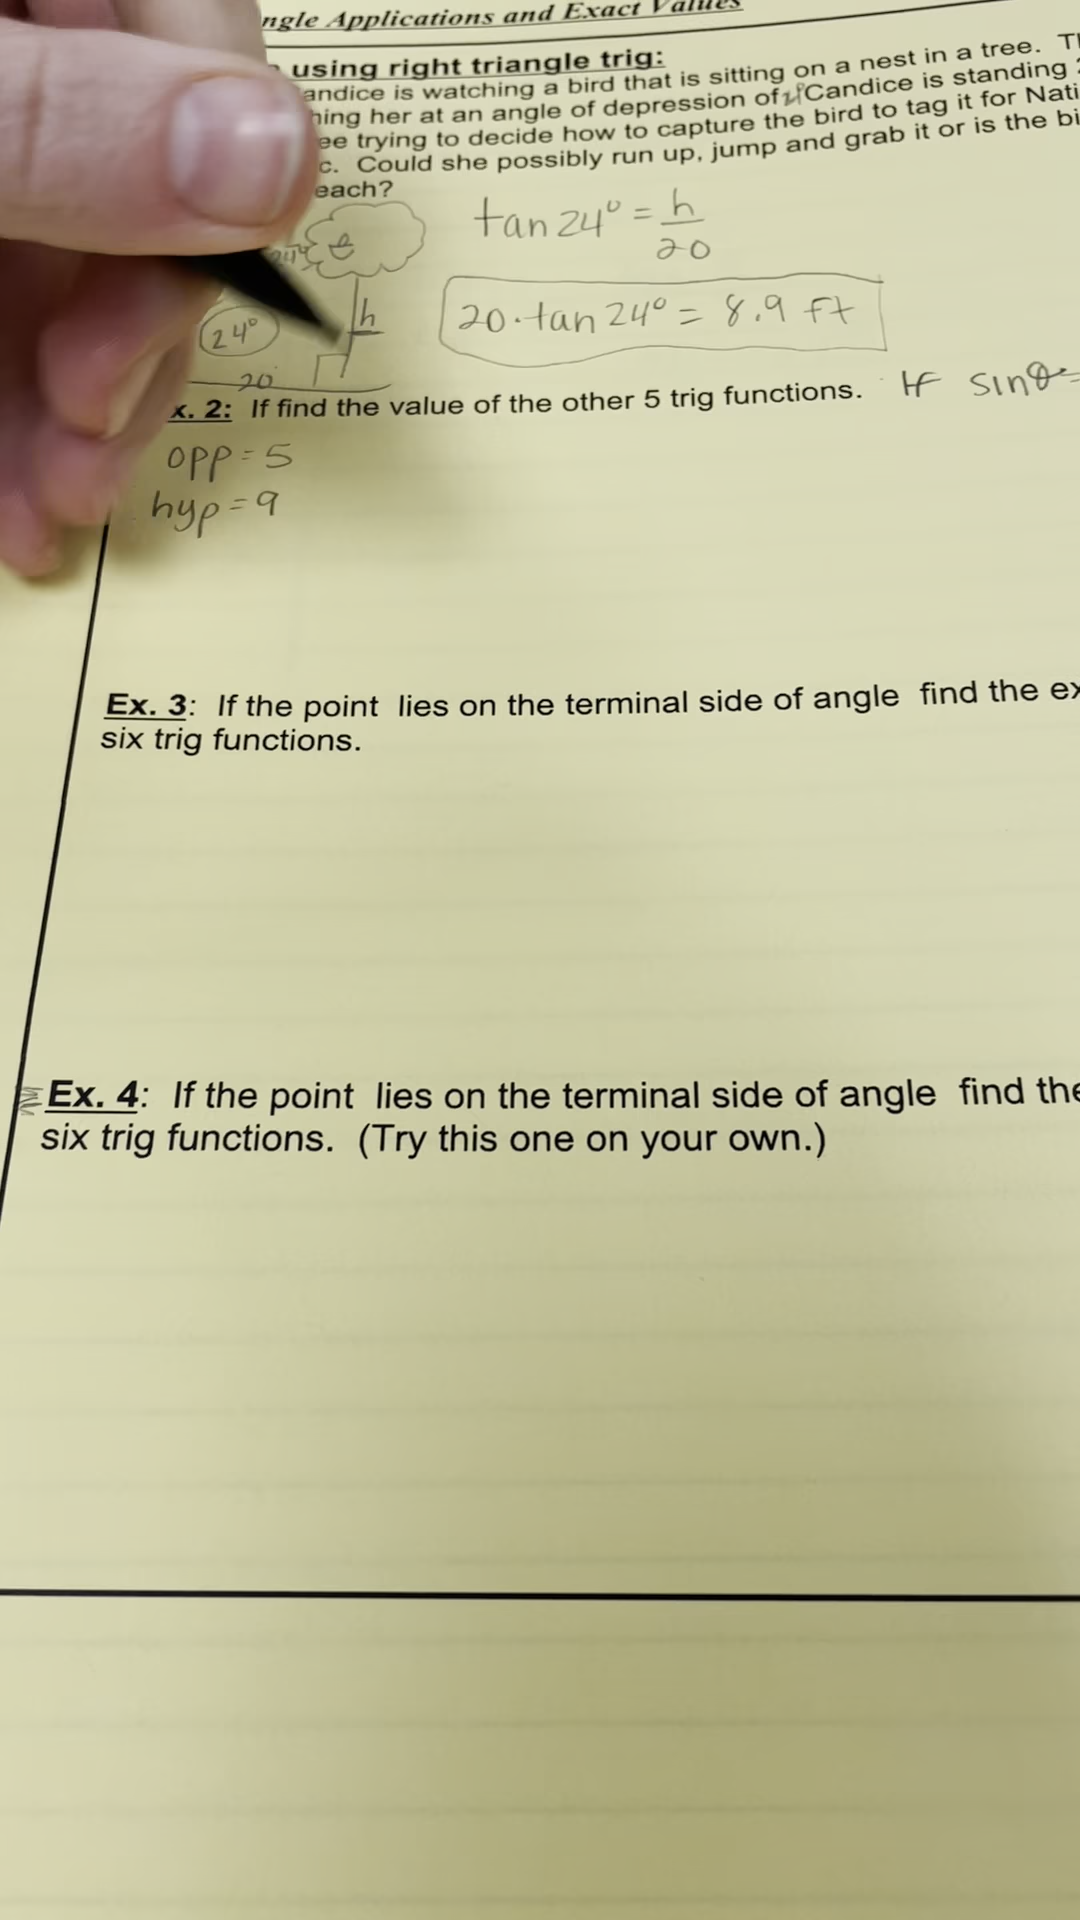 ngle Applications and Exact Values
using right triangle trig:
andice is watching a bird that is sitting on a nest in a tree. Th
hing her at an angle of depression of Candice is standing
ee trying to decide how to capture the bird to tag it for Nati
c. Could she possibly run up, jump and grab it or is the bi
each?
tan 24° = h
20
24°
20·tan 24° = 8.9 ft
h
24°
20
x. 2: If find the value of the other 5 trig functions. If sinθ=
opp = 5
hyp = 9
Ex. 3: If the point lies on the terminal side of angle find the ex
six trig functions.
Ex. 4: If the point lies on the terminal side of angle find the
six trig functions. (Try this one on your own.)